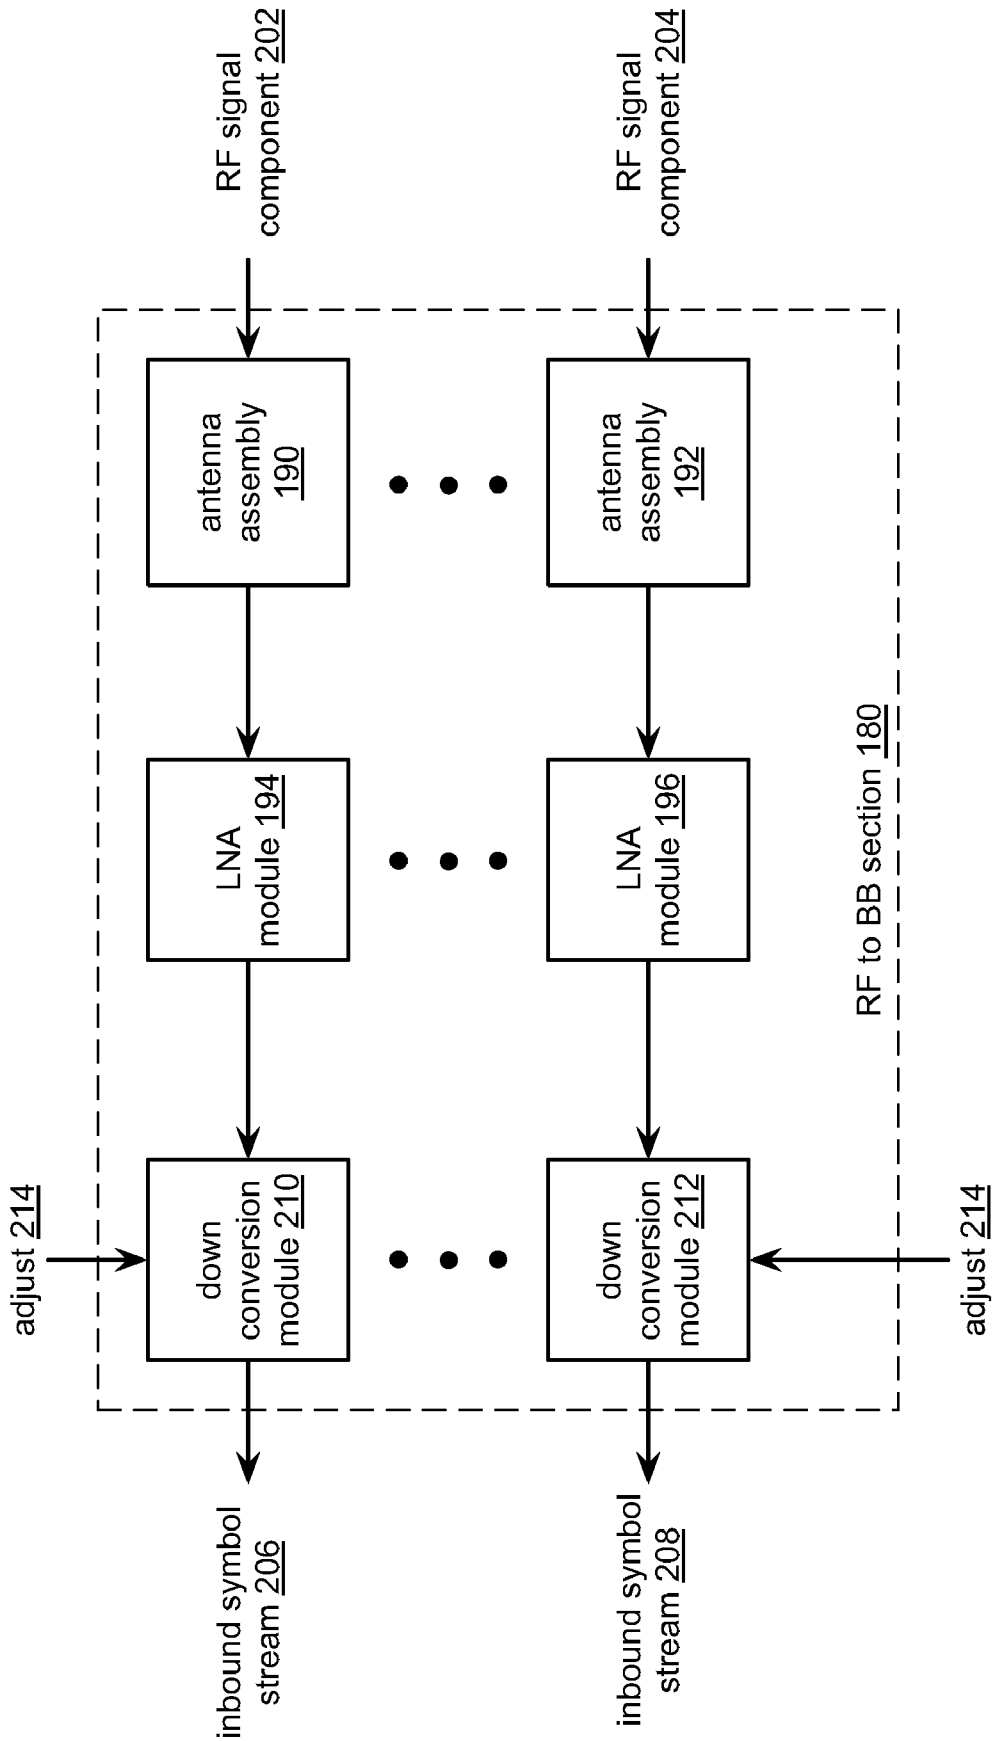 adjust 214
inbound symbol
stream 206
down
conversion
module 210
LNA
module 194
antenna
assembly
190
RF signal
component 202
inbound symbol
stream 208
down
conversion
module 212
LNA
module 196
antenna
assembly
192
RF signal
component 204
RF to BB section 180
adjust 214